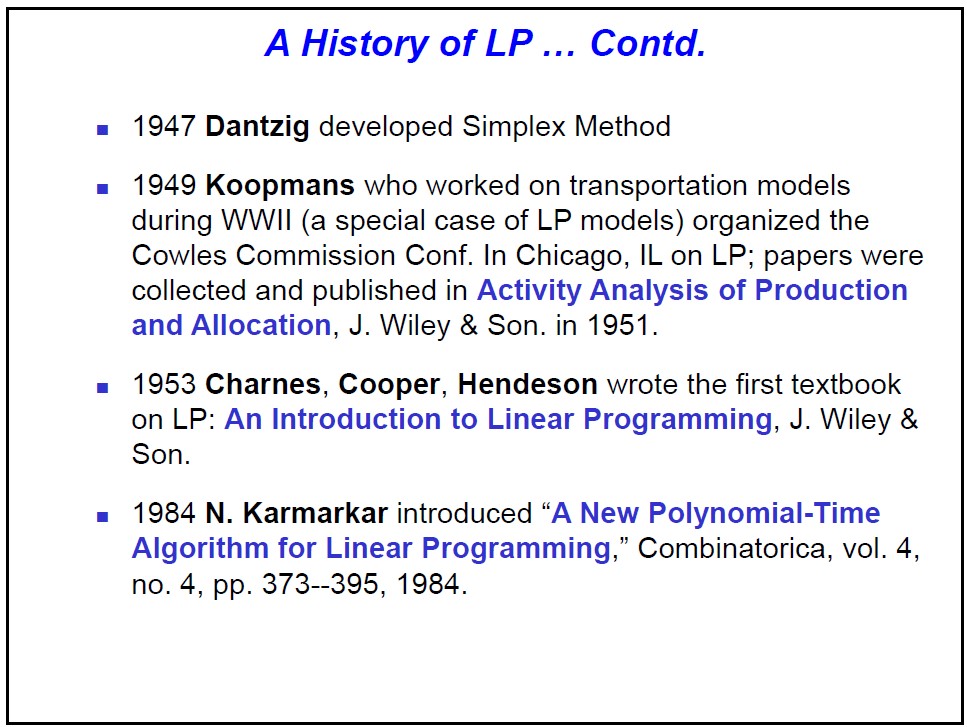 A History of LP … Contd.
1947 Dantzig developed Simplex Method
1949 Koopmans who worked on transportation models
during WWII (a special case of LP models) organized the
Cowles Commission Conf. In Chicago, IL on LP; papers were
collected and published in Activity Analysis of Production
and Allocation, J. Wiley & Son. in 1951.
1953 Charnes, Cooper, Hendeson wrote the first textbook
on LP: An Introduction to Linear Programming, J. Wiley &
Son.
1984 N. Karmarkar introduced “A New Polynomial-Time
Algorithm for Linear Programming,” Combinatorica, vol. 4,
no. 4, pp. 373--395, 1984.